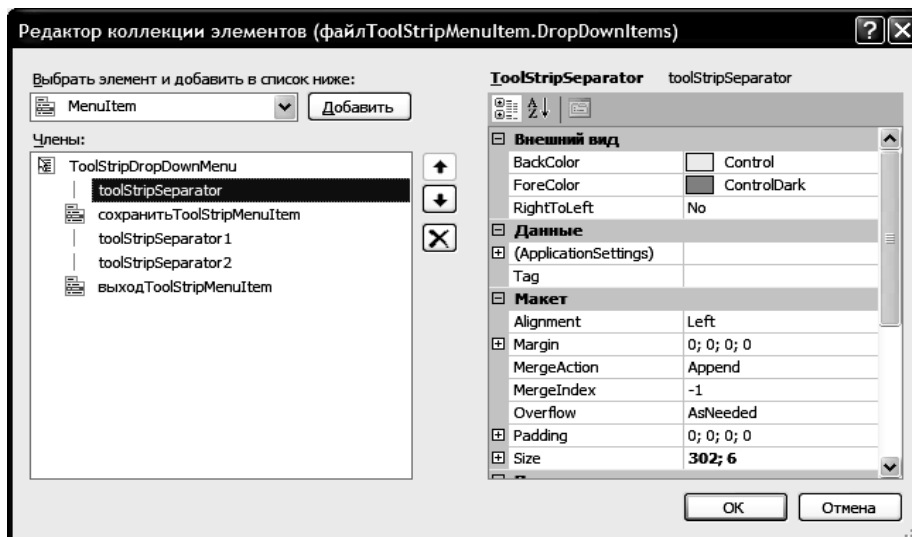 Редактор коллекции элементов (файлToolStripMenuItem.DropDownItems)
Выбрать элемент и добавить в список ниже:
MenuItem
Добавить
Члены:
ToolStripDropDownMenu
toolStripSeparator
сохранитьToolStripMenuItem
toolStripSeparator1
toolStripSeparator2
выходToolStripMenuItem
ToolStripSeparator toolStripSeparator
Внешний вид
BackColor Control
ForeColor ControlDark
RightToLeft No
Данные
(ApplicationSettings)
Tag
Макет
Alignment Left
Margin 0; 0; 0; 0
MergeAction Append
MergeIndex -1
Overflow AsNeeded
Padding 0; 0; 0; 0
Size 302; 6
ОК
Отмена